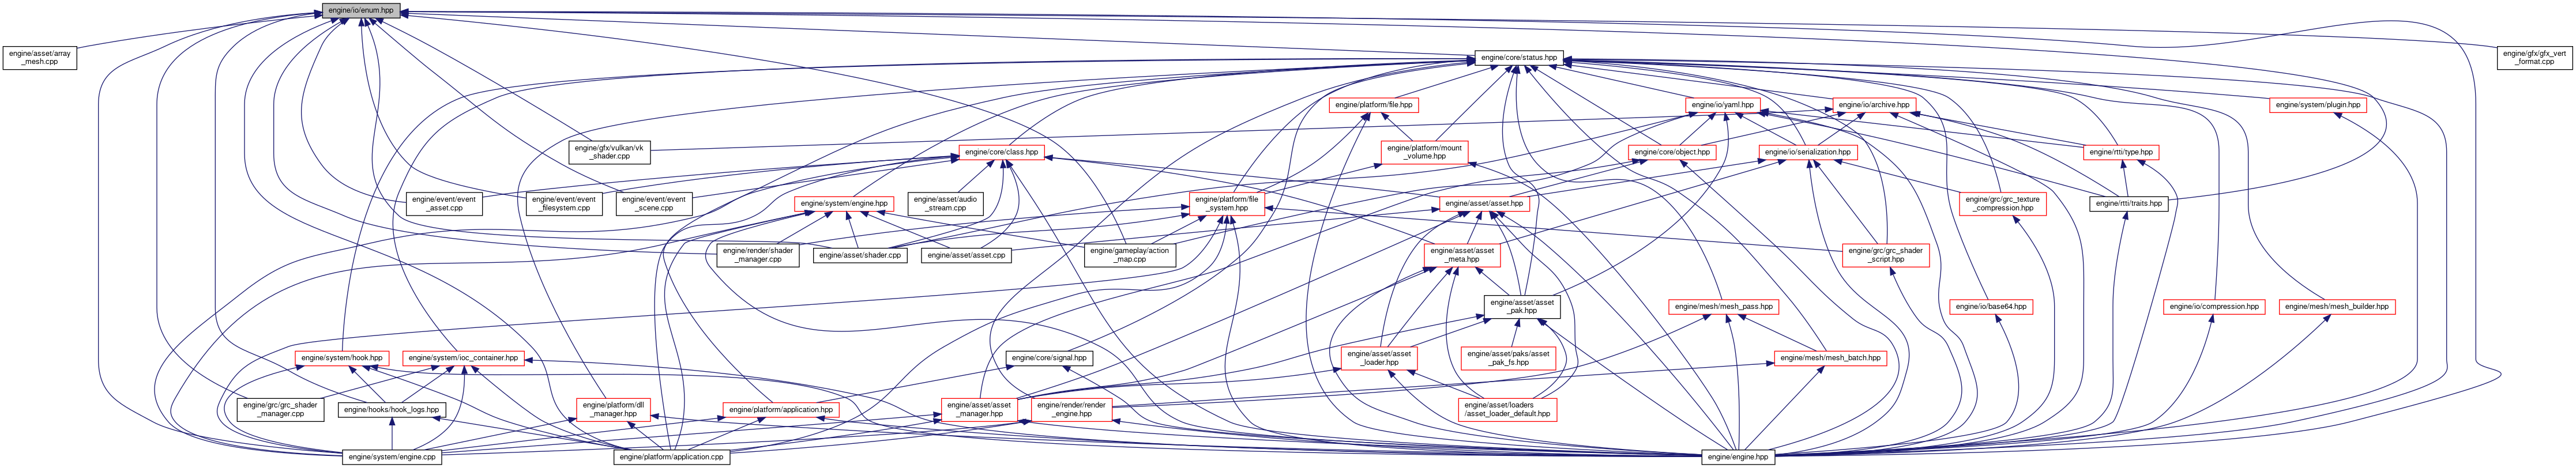 engine/io/enum.hpp
engine/asset/array
_mesh.cpp
engine/core/status.hpp
engine/gfx/gfx_vert
_format.cpp
engine/platform/file.hpp
engine/io/yaml.hpp
engine/io/archive.hpp
engine/system/plugin.hpp
engine/gfx/vulkan/vk
_shader.cpp
engine/core/class.hpp
engine/platform/mount
_volume.hpp
engine/core/object.hpp
engine/io/serialization.hpp
engine/rtti/type.hpp
engine/event/event
_asset.cpp
engine/event/event
_filesystem.cpp
engine/event/event
_scene.cpp
engine/system/engine.hpp
engine/asset/audio
_stream.cpp
engine/platform/file
_system.hpp
engine/asset/asset.hpp
engine/grc/grc_texture
_compression.hpp
engine/rtti/traits.hpp
engine/render/shader
_manager.cpp
engine/asset/shader.cpp
engine/asset/asset.cpp
engine/gameplay/action
_map.cpp
engine/asset/asset
_meta.hpp
engine/grc/grc_shader
_script.hpp
engine/asset/asset
_pak.hpp
engine/mesh/mesh_pass.hpp
engine/io/base64.hpp
engine/io/compression.hpp
engine/mesh/mesh_builder.hpp
engine/system/hook.hpp
engine/system/ioc_container.hpp
engine/core/signal.hpp
engine/asset/asset
_loader.hpp
engine/asset/paks/asset
_pak_fs.hpp
engine/mesh/mesh_batch.hpp
engine/grc/grc_shader
_manager.cpp
engine/hooks/hook_logs.hpp
engine/platform/dll
_manager.hpp
engine/platform/application.hpp
engine/asset/asset
_manager.hpp
engine/render/render
_engine.hpp
engine/asset/loaders
/asset_loader_default.hpp
engine/system/engine.cpp
engine/platform/application.cpp
engine/engine.hpp